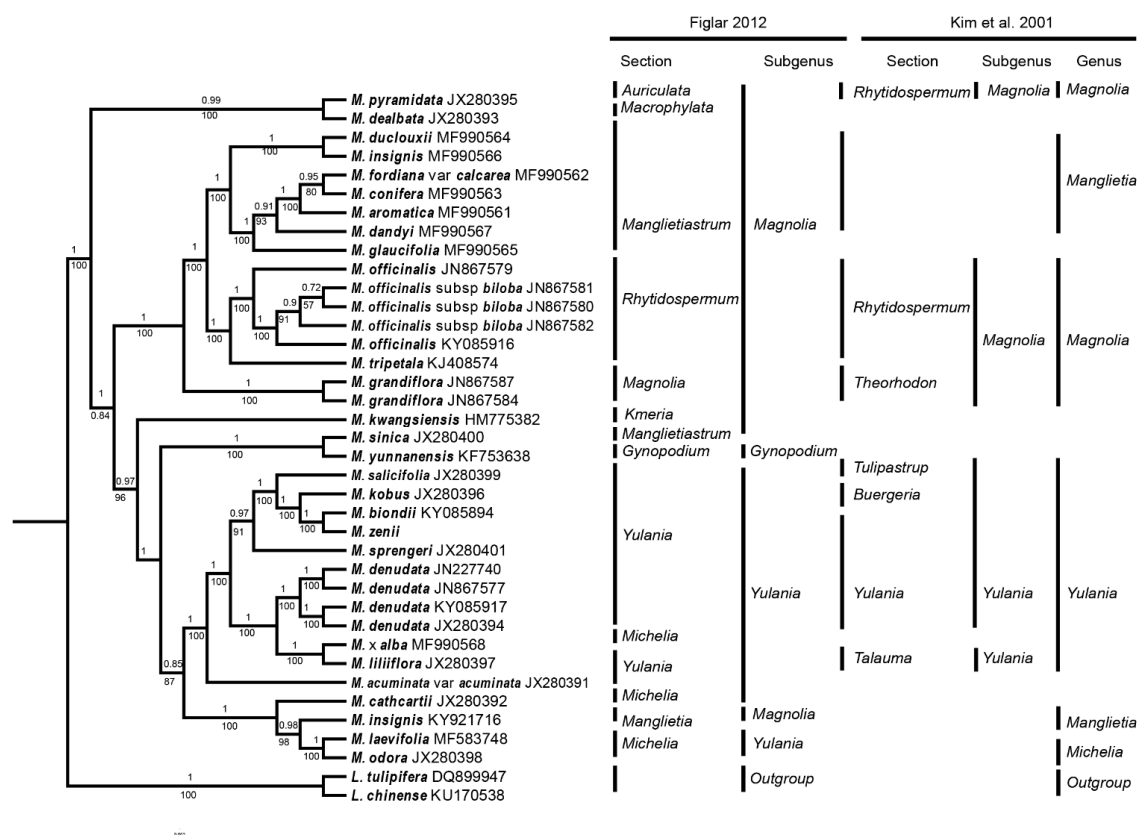 Figlar 2012 Kim et al. 2001
Section Subgenus Section Subgenus Genus
Auriculata Rhytidospermum Magnolia Magnolia
0.99 M. pyramidata JX280395
Macrophylata
100 M. dealbata JX280393
1 M. duclouxii MF990564
1 100 M. insignis MF990566
0.95 M. fordiana var calcarea MF990562
Manglietia
1 100 1 80 M. conifera MF990563
0.91 100 M. aromatica MF990561
1 93 M. dandyi MF990567
Manglietiastrum Magnolia
1 100 M. glaucifolia MF990565
1 100 M. officinalis JN867579
100 1 0.72 M. officinalis subsp biloba JN867581
Rhytidospermum Rhytidospermum
1 100 0.9 57 M. officinalis subsp biloba JN867580
1 1 91 M. officinalis subsp biloba JN867582
100 100 100 M. officinalis KY085916
Magnolia Magnolia
M. tripetala KJ408574
1 M. grandiflora JN867587
Magnolia Theorhodon
1 100 M. grandiflora JN867584
0.84 M. kwangsiensis HM775382
Kmeria
1 M. sinica JX280400
Manglietiastrum
100 M. yunnanensis KF753638
Gynopodium Gynopodium
0.97 1 M. salicifolia JX280399
Tulipastrup
96 100 1 M. kobus JX280396
Buergeria
0.97 100 1 M. biondii KY085894
91 100 M. zenii
Yulania
1 M. sprengeri JX280401
1 1 M. denudata JN227740
1 100 M. denudata JN867577
Yulania Yulania Yulania Yulania
1 100 1 M. denudata KY085917
100 1 100 M. denudata JX280394
Michelia
100 1 M. x alba MF990568
0.85 100 M. liliiflora JX280397
Yulania Talauma Yulania
87 M. acuminata var acuminata JX280391
1 M. cathcartii JX280392
Michelia
100 0.98 M. insignis KY921716
Manglietia Magnolia Manglietia
98 1 M. laevifolia MF583748
Michelia Yulania Michelia
100 M. odora JX280398
1 L. tulipifera DQ899947
Outgroup Outgroup
100 L. chinense KU170538